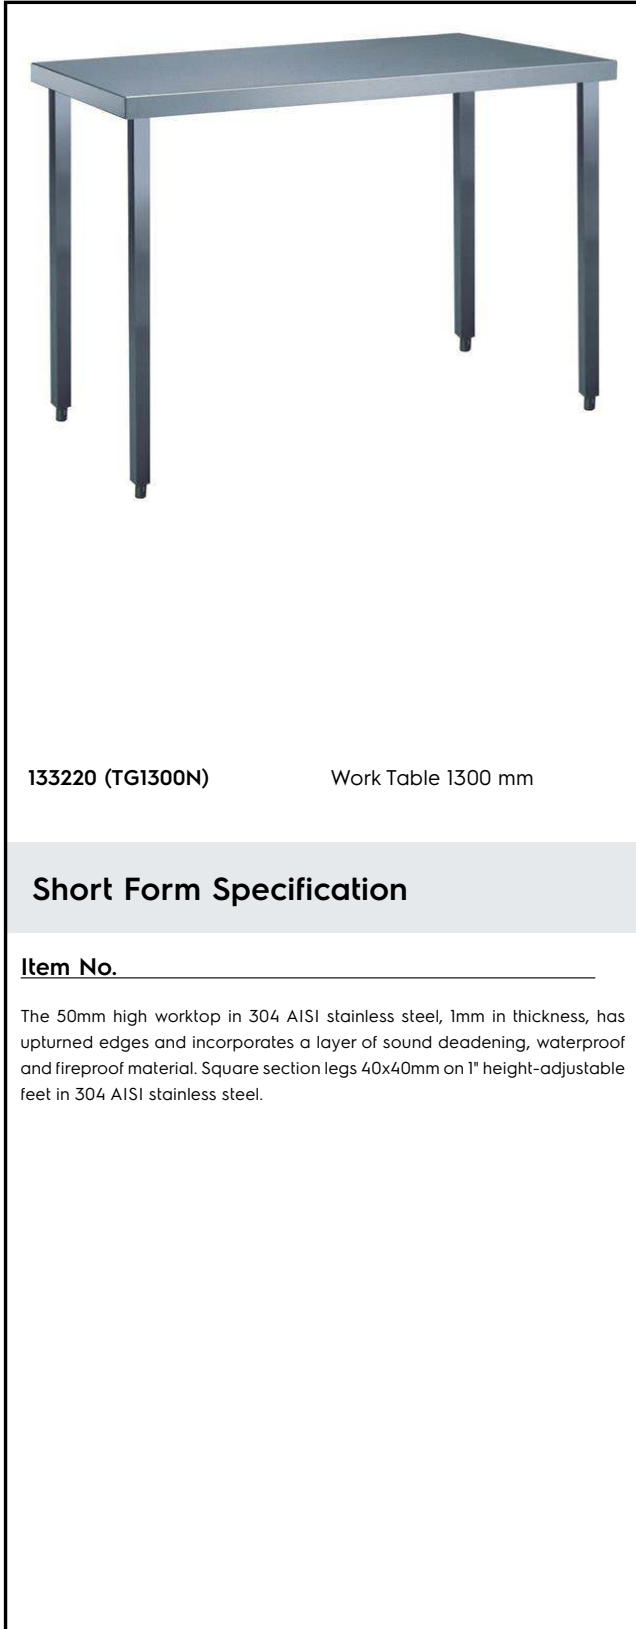 133220 (TG1300N) Work Table 1300 mm
Short Form Specification
Item No.
The 50mm high worktop in 304 AISI stainless steel, 1mm in thickness, has
upturned edges and incorporates a layer of sound deadening, waterproof
and fireproof material. Square section legs 40x40mm on 1" height-adjustable
feet in 304 AISI stainless steel.